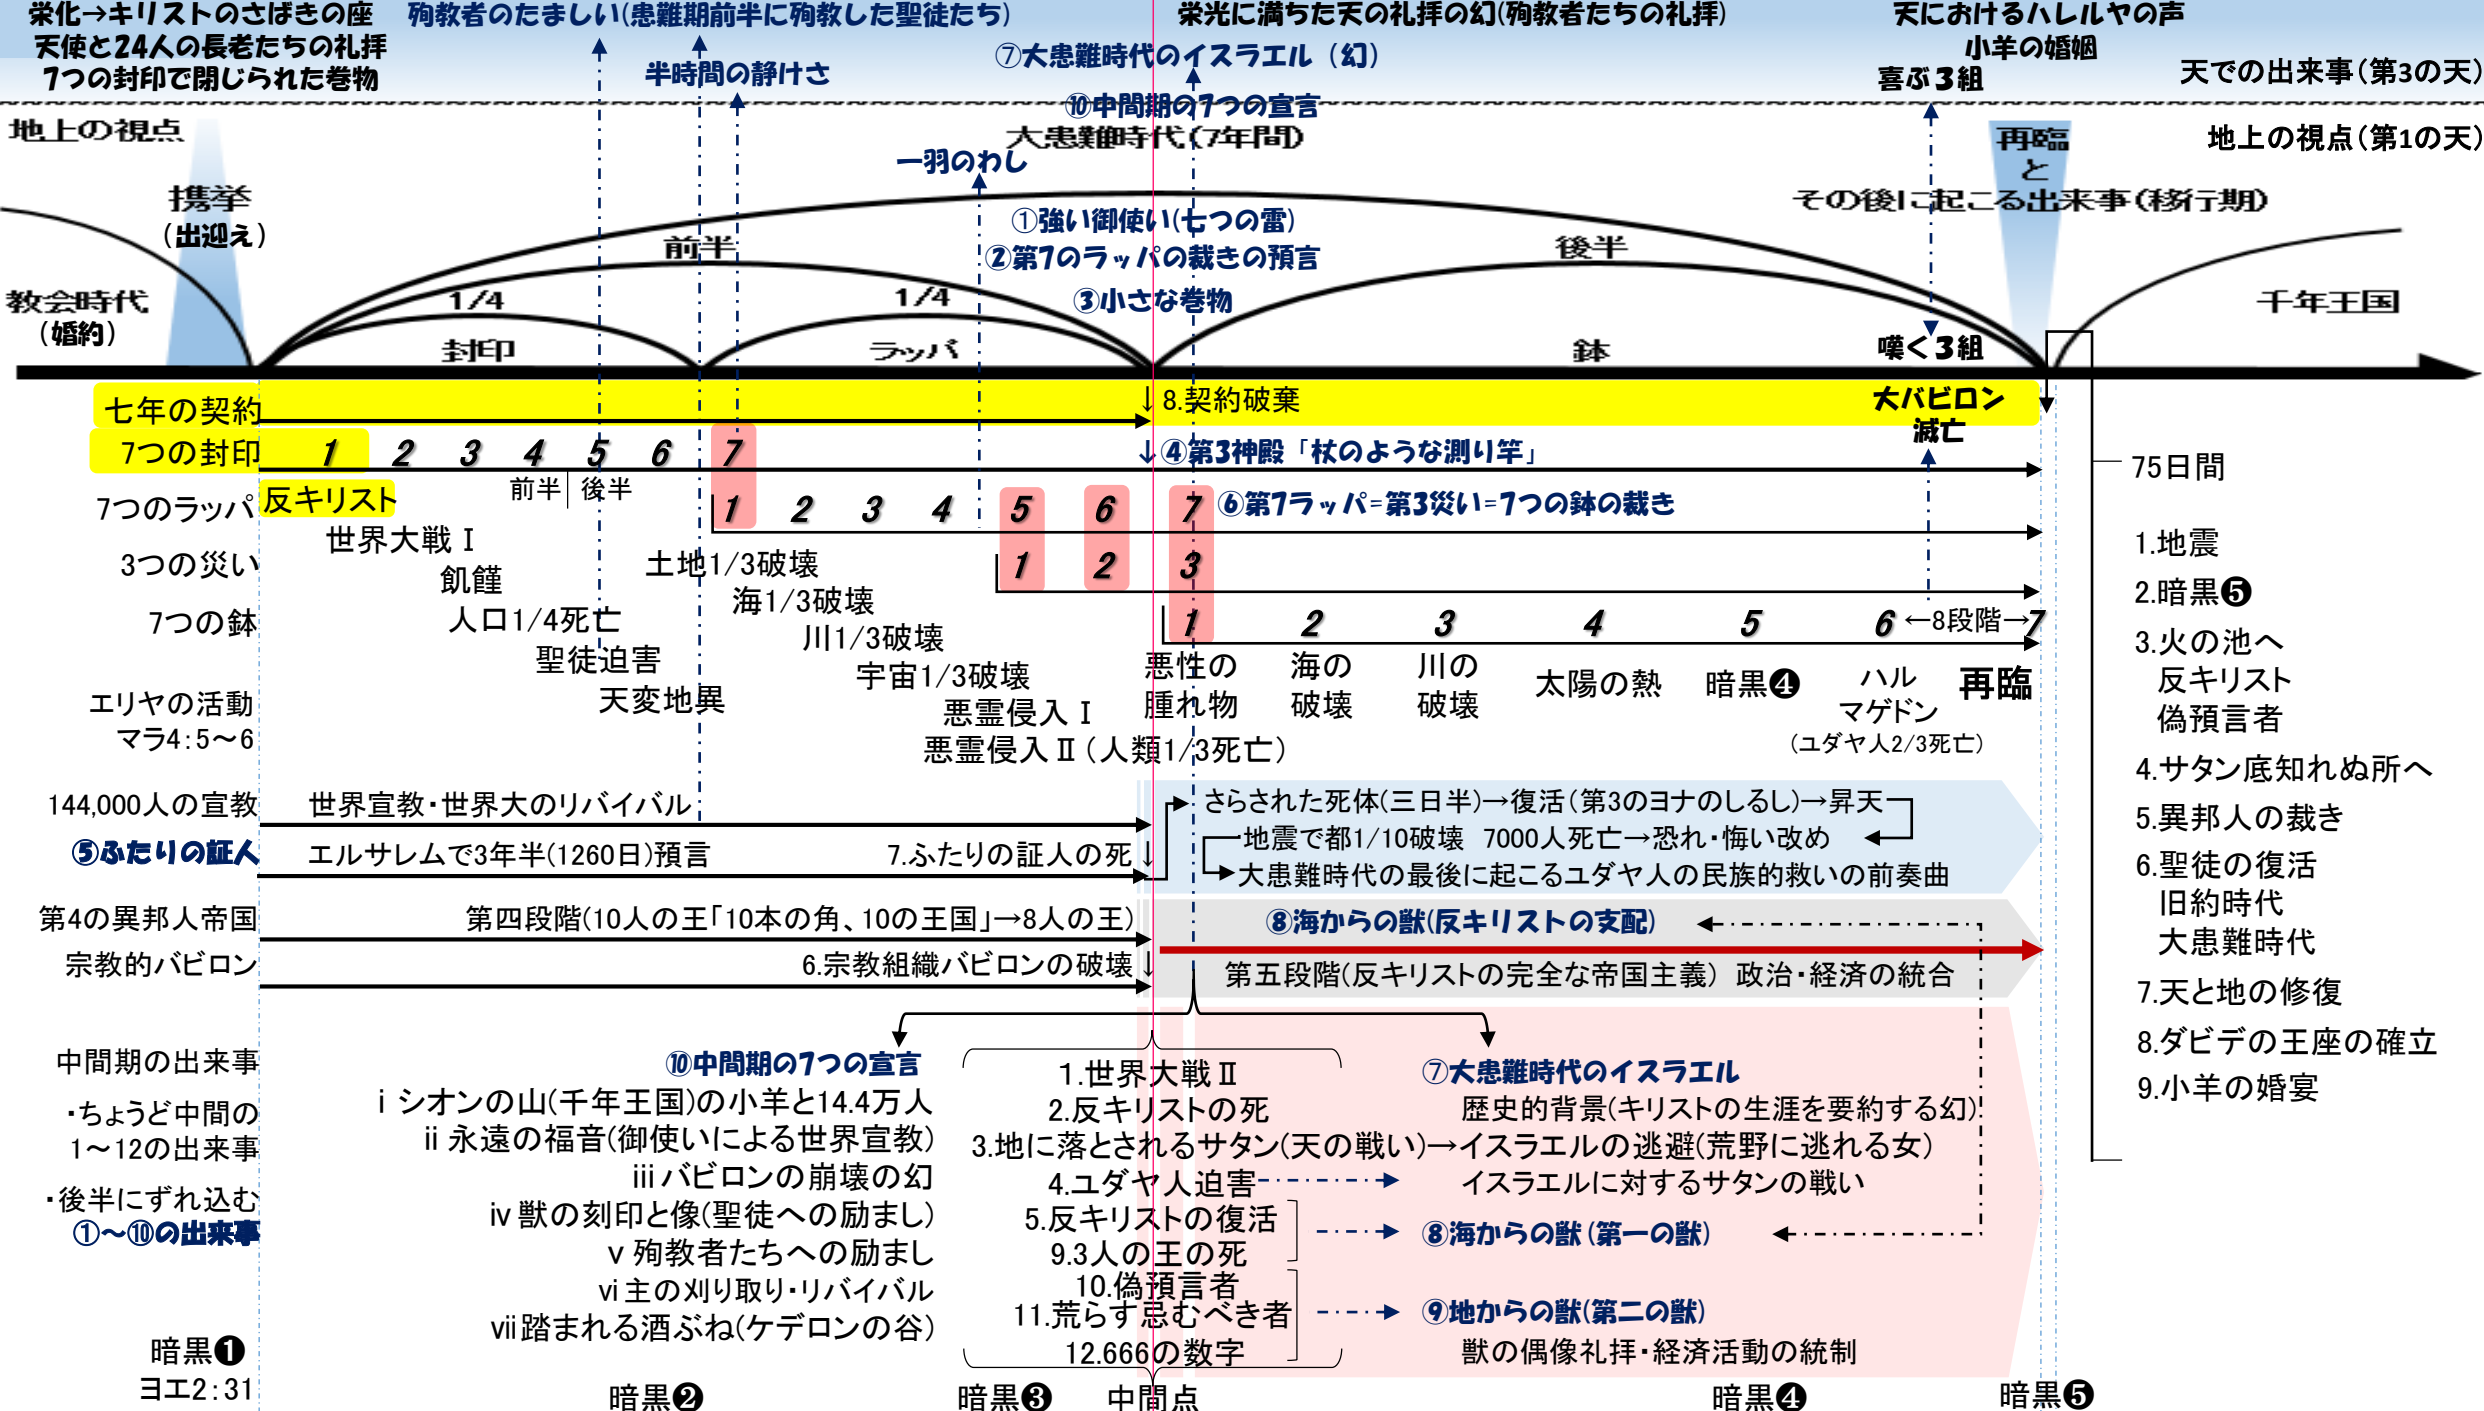 栄化→キリストのさばきの座
天使と24人の長老たちの礼拝
7つの封印で閉じられた巻物
殉教者のたましい(患難期前半に殉教した聖徒たち)
半時間の静けさ
栄光に満ちた天の礼拝の幻(殉教者たちの礼拝)
⑦大患難時代のイスラエル（幻）
⑩中間期の7つの宣言
天におけるハレルヤの声
小羊の婚姻
喜ぶ3組
天での出来事(第3の天)
地上の視点
大患難時代(7年間)
地上の視点(第1の天)
再臨
と
その後に起こる出来事(移行期)
携挙
(出迎え)
一羽のわし
①強い御使い(七つの雷)
②第7のラッパの裁きの預言
③小さな巻物
前半
後半
教会時代
(婚約)
1/4
1/4
千年王国
封印
ラッパ
鉢
嘆く3組
七年の契約
↓8.契約破棄
大バビロン
滅亡
7つの封印
1 2 3 4 5 6 7
↓④第3神殿「杖のような測り竿」
反キリスト
前半
後半
7つのラッパ
1 2 3 4 5 6 7
⑥第7ラッパ=第3災い=7つの鉢の裁き
世界大戦Ⅰ
3つの災い
1 2 3
飢饉
土地1/3破壊
海1/3破壊
7つの鉢
人口1/4死亡
川1/3破壊
1 2 3 4 5 6 ←8段階→7
聖徒迫害
宇宙1/3破壊
天変地異
悪霊侵入Ⅰ
悪霊侵入Ⅱ(人類1/3死亡)
悪性の
腫れ物
海の
破壊
川の
破壊
太陽の熱
暗黒❹
ハル
マゲドン
(ユダヤ人2/3死亡)
再臨
エリヤの活動
マラ4:5～6
144,000人の宣教
世界宣教・世界大のリバイバル
さらされた死体(三日半)→復活(第3のヨナのしるし)→昇天
地震で都1/10破壊 7000人死亡→恐れ・悔い改め
⑤ふたりの証人
エルサレムで3年半(1260日)預言
7.ふたりの証人の死↓
大患難時代の最後に起こるユダヤ人の民族的救いの前奏曲
第4の異邦人帝国
第四段階(10人の王「10本の角、10の王国」→8人の王)
⑧海からの獣(反キリストの支配)
宗教的バビロン
6.宗教組織バビロンの破壊↓
第五段階(反キリストの完全な帝国主義) 政治・経済の統合
中間期の出来事
・ちょうど中間の
1～12の出来事
・後半にずれ込む
①～⑩の出来事
⑩中間期の7つの宣言
ⅰシオンの山(千年王国)の小羊と14.4万人
ⅱ永遠の福音(御使いによる世界宣教)
ⅲバビロンの崩壊の幻
ⅳ獣の刻印と像(聖徒への励まし)
ⅴ殉教者たちへの励まし
ⅵ主の刈り取り・リバイバル
ⅶ踏まれる酒ぶね(ケデロンの谷)
1.世界大戦Ⅱ
2.反キリストの死
3.地に落とされるサタン(天の戦い)→イスラエルの逃避(荒野に逃れる女)
4.ユダヤ人迫害
5.反キリストの復活
9.3人の王の死
10.偽預言者
11.荒らす忌むべき者
12.666の数字
⑦大患難時代のイスラエル
歴史的背景(キリストの生涯を要約する幻)
イスラエルに対するサタンの戦い
⑧海からの獣(第一の獣)
⑨地からの獣(第二の獣)
獣の偶像礼拝・経済活動の統制
75日間
1.地震
2.暗黒❺
3.火の池へ
反キリスト
偽預言者
4.サタン底知れぬ所へ
5.異邦人の裁き
6.聖徒の復活
旧約時代
大患難時代
7.天と地の修復
8.ダビデの王座の確立
9.小羊の婚宴
暗黒❶
ヨエ2:31
暗黒❷
暗黒❸
中間点
暗黒❹
暗黒❺